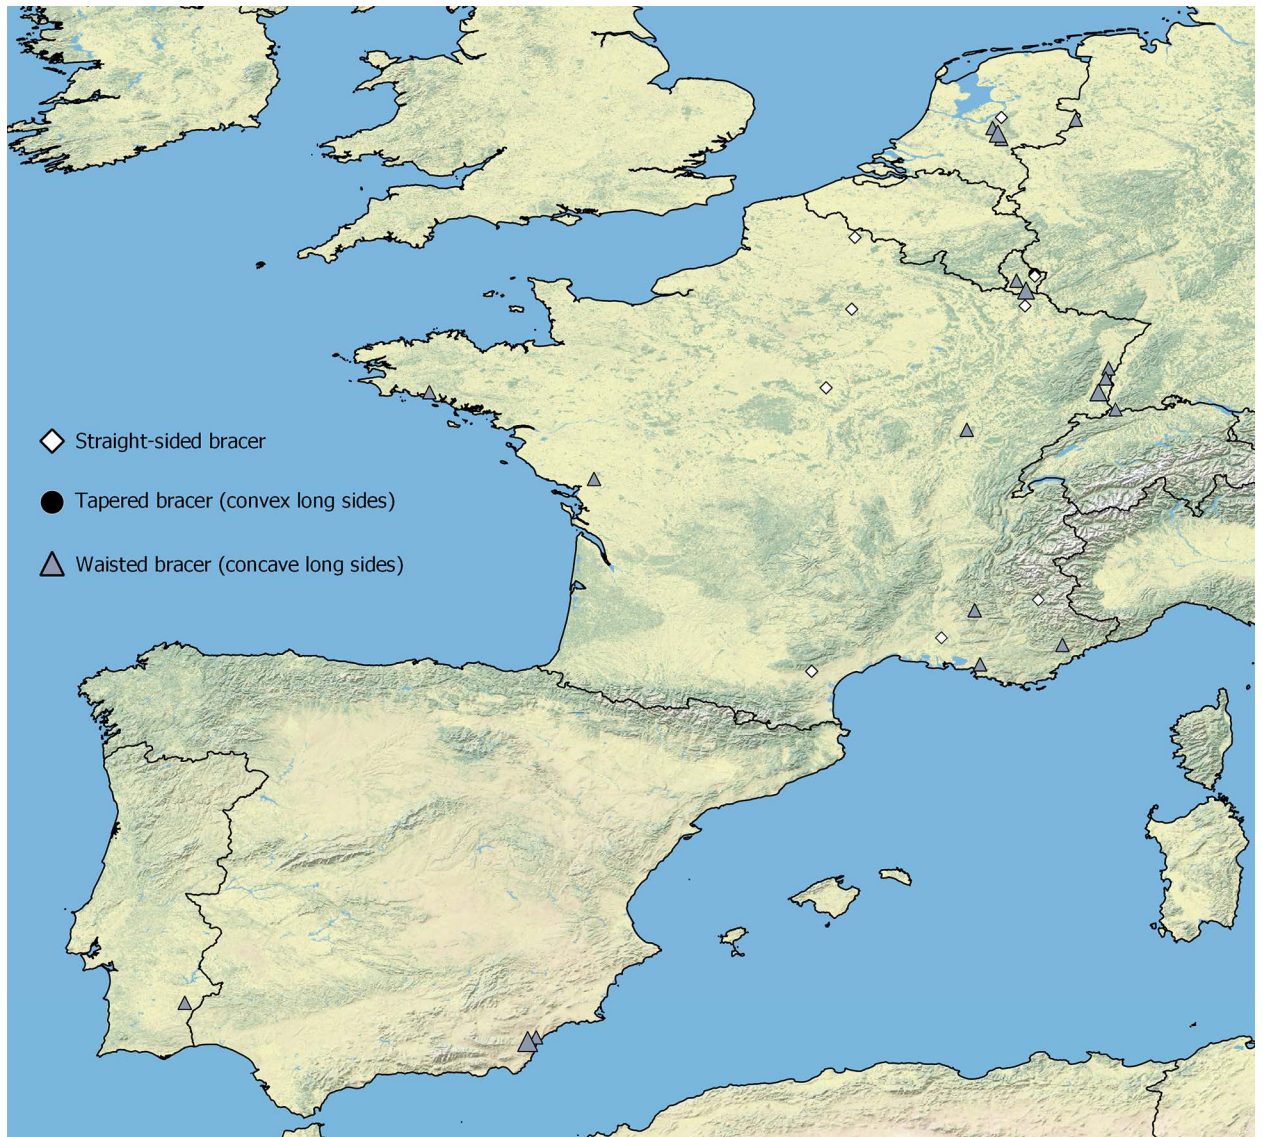 Straight-sided bracer
Tapered bracer (convex long sides)
Waisted bracer (concave long sides)